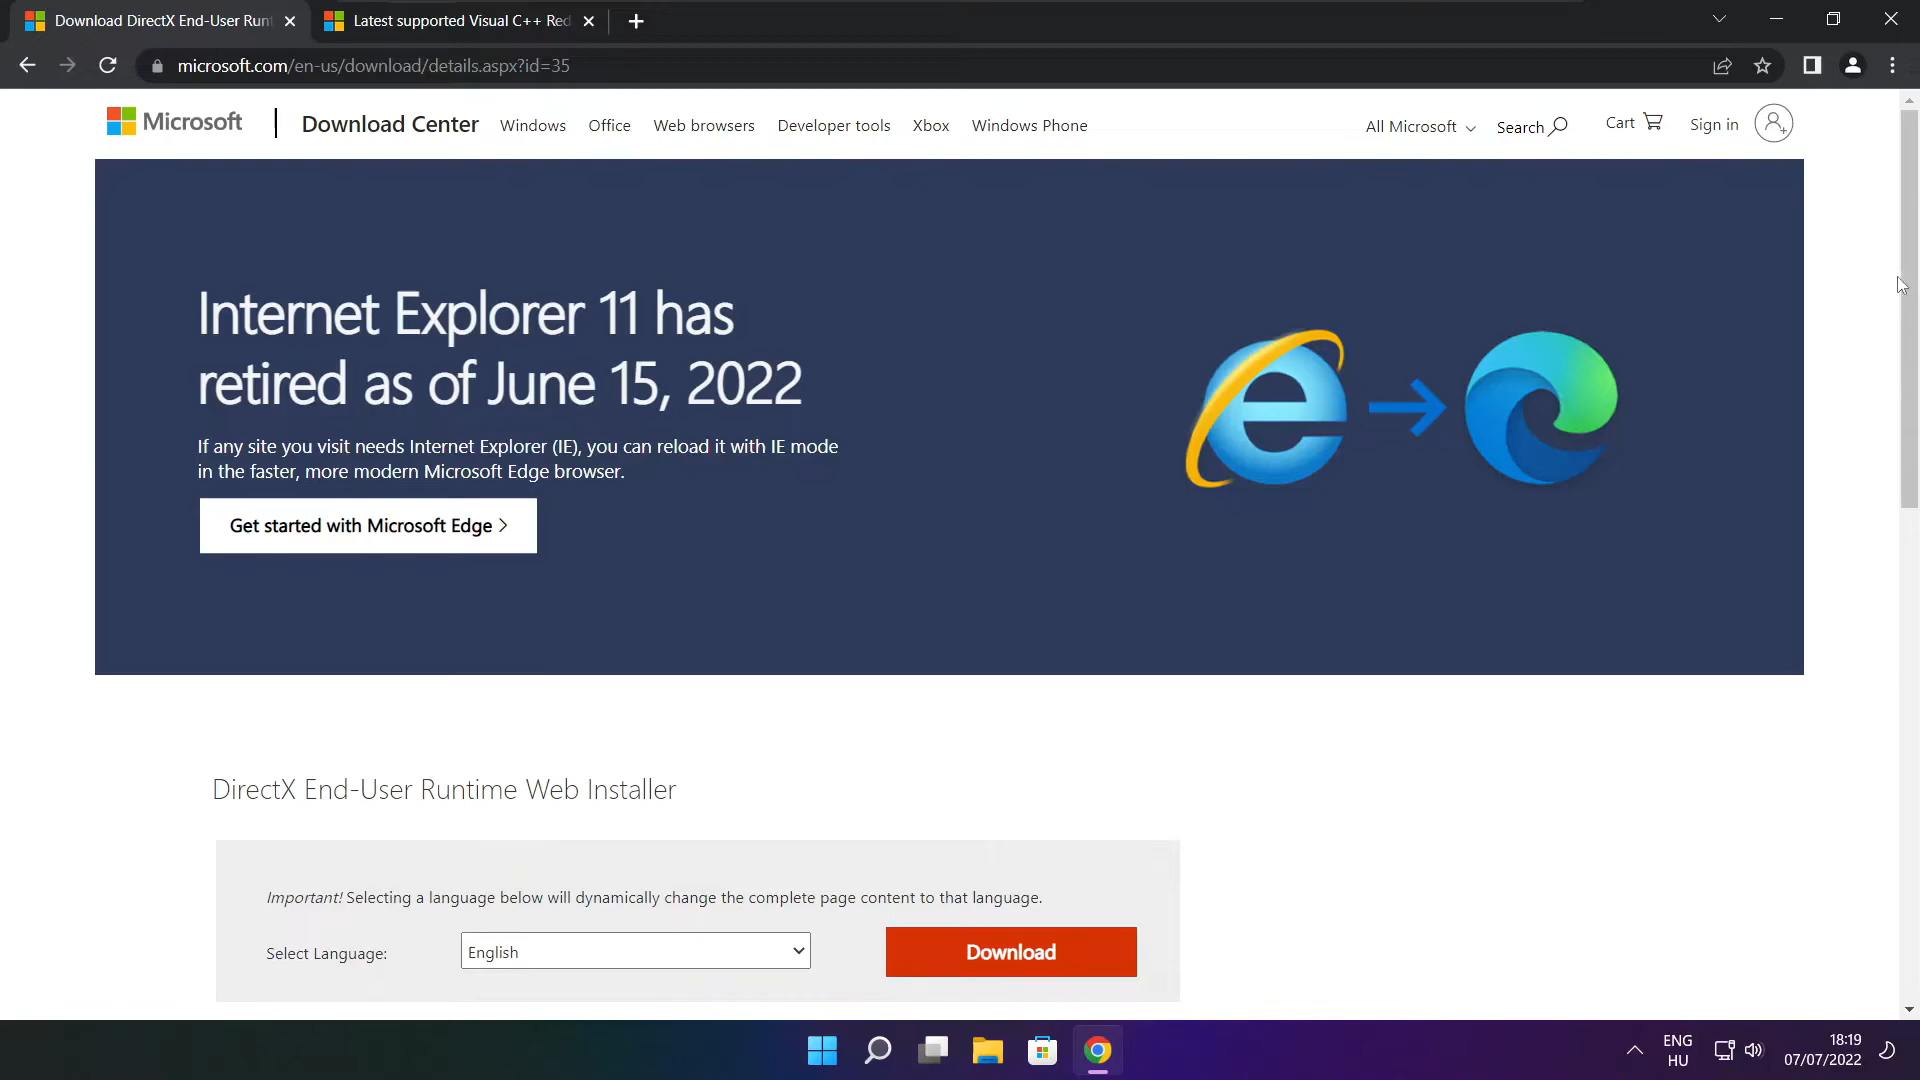 Download DirectX End-User Runt
Latest supported Visual C++ Red
microsoft.com/en-us/download/details.aspx?id=35
Microsoft
Download Center
Windows
Office
Web browsers
Developer tools
Xbox
Windows Phone
All Microsoft
Search
Cart
Sign in
Internet Explorer 11 has
retired as of June 15, 2022
If any site you visit needs Internet Explorer (IE), you can reload it with IE mode
in the faster, more modern Microsoft Edge browser.
Get started with Microsoft Edge >
DirectX End-User Runtime Web Installer
Important! Selecting a language below will dynamically change the complete page content to that language.
Select Language:
English
Download
ENG
HU
18:19
07/07/2022